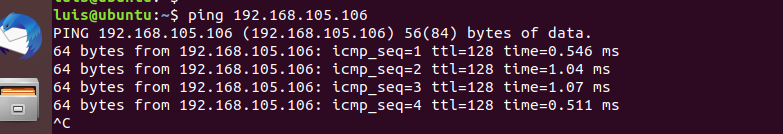 luis@ubuntu:~$ ping 192.168.105.106
PING 192.168.105.106 (192.168.105.106) 56(84) bytes of data.
64 bytes from 192.168.105.106: icmp_seq=1 ttl=128 time=0.546 ms
64 bytes from 192.168.105.106: icmp_seq=2 ttl=128 time=1.04 ms
64 bytes from 192.168.105.106: icmp_seq=3 ttl=128 time=1.07 ms
64 bytes from 192.168.105.106: icmp_seq=4 ttl=128 time=0.511 ms
^C